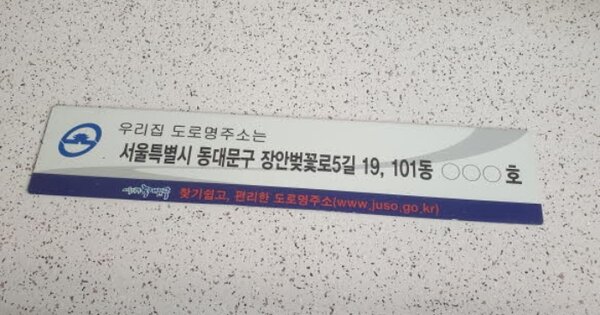 우리집 도로명주소는
서울특별시 동대문구 장안벚꽃로5길 19, 101동 ○○○호
찾기쉽고, 편리한 도로명주소(www.juso.go.kr)